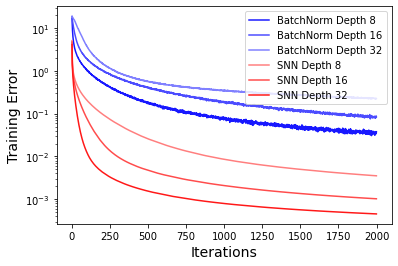 BatchNorm Depth 8
BatchNorm Depth 16
BatchNorm Depth 32
SNN Depth 8
SNN Depth 16
SNN Depth 32
Training Error
10¹
10⁰
10⁻¹
10⁻²
10⁻³
0 250 500 750 1000 1250 1500 1750 2000
Iterations